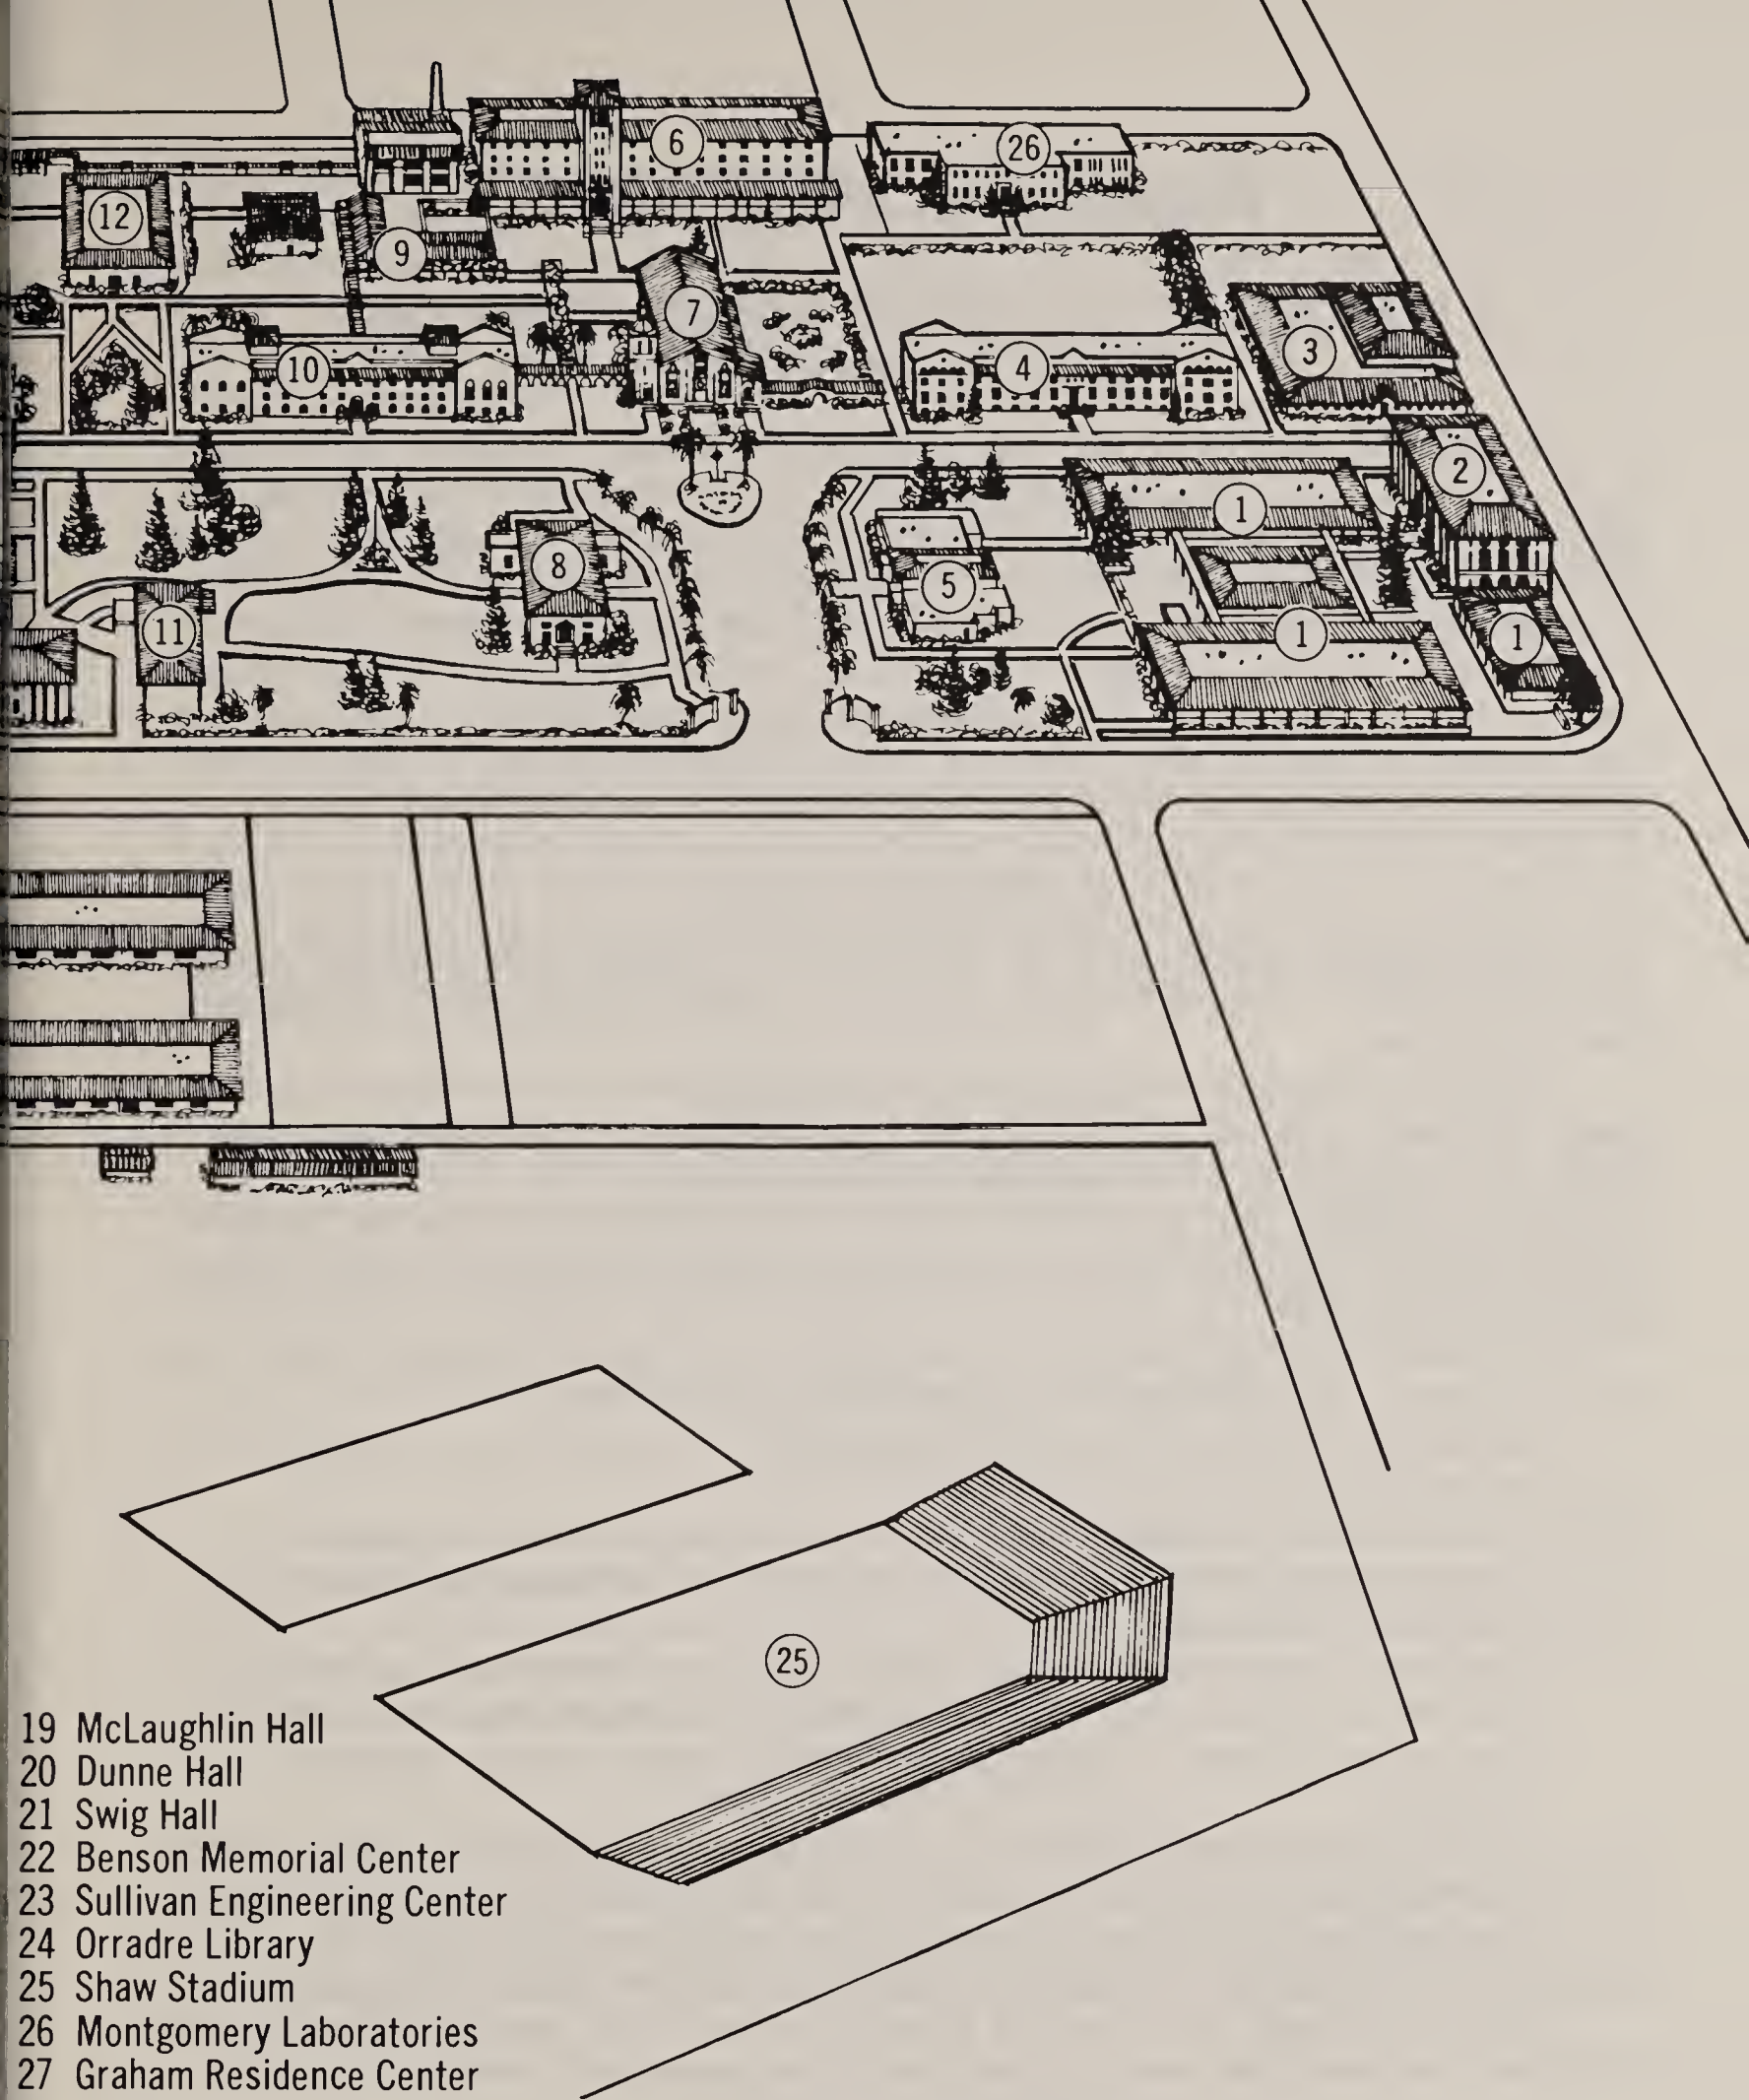 6
26
12
9
7
3
10
4
2
1
8
5
11
1
1
25
19 McLaughlin Hall
20 Dunne Hall
21 Swig Hall
22 Benson Memorial Center
23 Sullivan Engineering Center
24 Orradre Library
25 Shaw Stadium
26 Montgomery Laboratories
27 Graham Residence Center